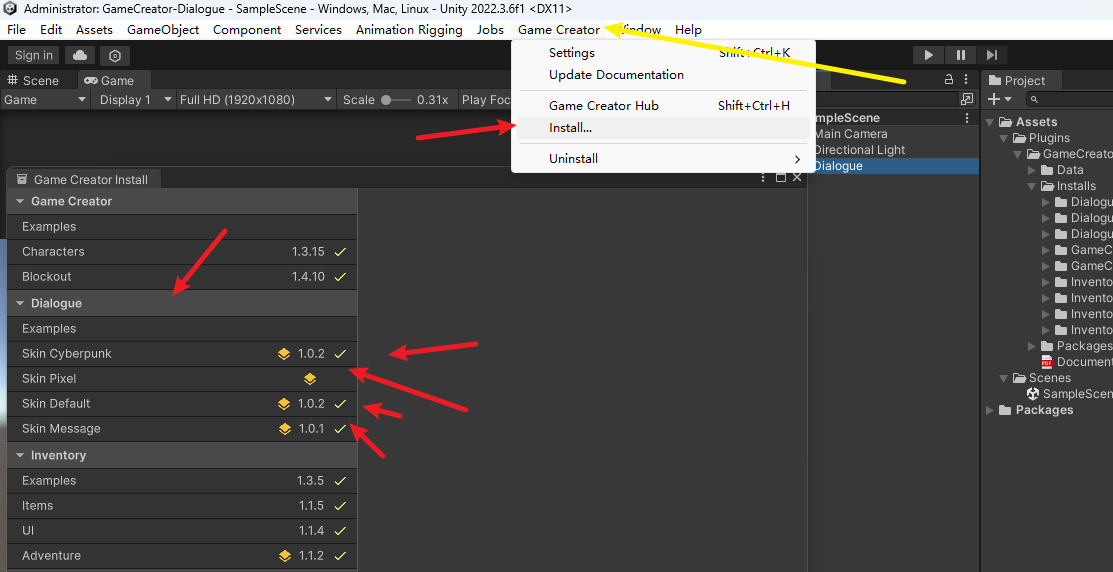 Administrator: GameCreator-Dialogue - SampleScene - Windows, Mac, Linux - Unity 2022.3.6f1 <DX11>
File Edit Assets GameObject Component Services Animation Rigging Jobs Game Creator Window Help
Sign in
Settings Shift+Ctrl+K
Update Documentation
Game Creator Hub Shift+Ctrl+H
Install...
Uninstall
Scene Game
Game Display 1 Full HD (1920x1080) Scale 0.31x Play Foc
Game Creator Install
Game Creator
Examples
Characters 1.3.15
Blockout 1.4.10
Dialogue
Examples
Skin Cyberpunk 1.0.2
Skin Pixel
Skin Default 1.0.2
Skin Message 1.0.1
Inventory
Examples 1.3.5
Items 1.1.5
UI 1.1.4
Adventure 1.1.2
mpleScene
Main Camera
Directional Light
Dialogue
Project
Assets
Plugins
GameCreato
Data
Installs
Dialogu
Dialogu
Dialogu
GameC
GameC
Invento
Invento
Invento
Invento
Packages
PDF
Document
Scenes
SampleScen
Packages